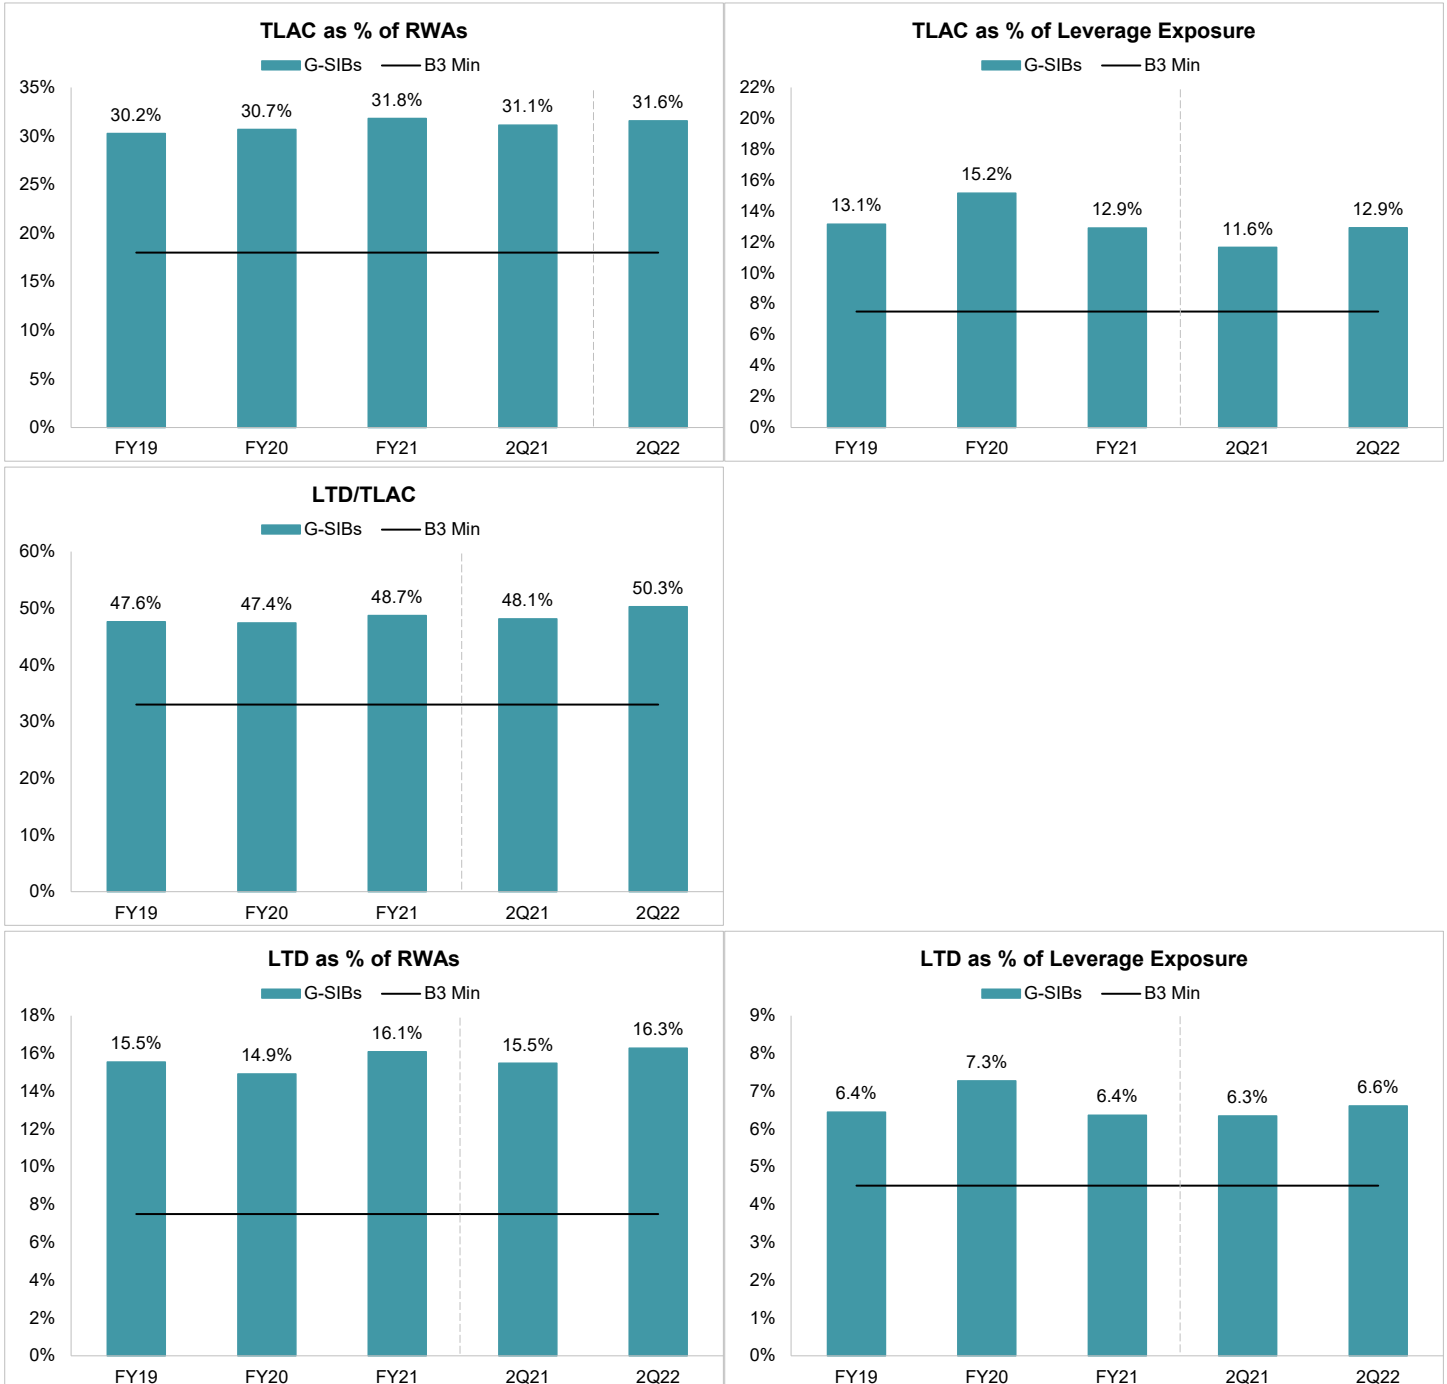 TLAC as % of RWAs
G-SIBs B3 Min
35%
30%
25%
20%
15%
10%
5%
0%
30.2% 30.7% 31.8% 31.1% 31.6%
FY19 FY20 FY21 2Q21 2Q22
TLAC as % of Leverage Exposure
G-SIBs B3 Min
22%
20%
18%
16%
14%
12%
10%
8%
6%
4%
2%
0%
13.1% 15.2% 12.9% 11.6% 12.9%
FY19 FY20 FY21 2Q21 2Q22
LTD/TLAC
G-SIBs B3 Min
60%
50%
40%
30%
20%
10%
0%
47.6% 47.4% 48.7% 48.1% 50.3%
FY19 FY20 FY21 2Q21 2Q22
LTD as % of RWAs
G-SIBs B3 Min
18%
16%
14%
12%
10%
8%
6%
4%
2%
0%
15.5% 14.9% 16.1% 15.5% 16.3%
FY19 FY20 FY21 2Q21 2Q22
LTD as % of Leverage Exposure
G-SIBs B3 Min
9%
8%
7%
6%
5%
4%
3%
2%
1%
0%
6.4% 7.3% 6.4% 6.3% 6.6%
FY19 FY20 FY21 2Q21 2Q22